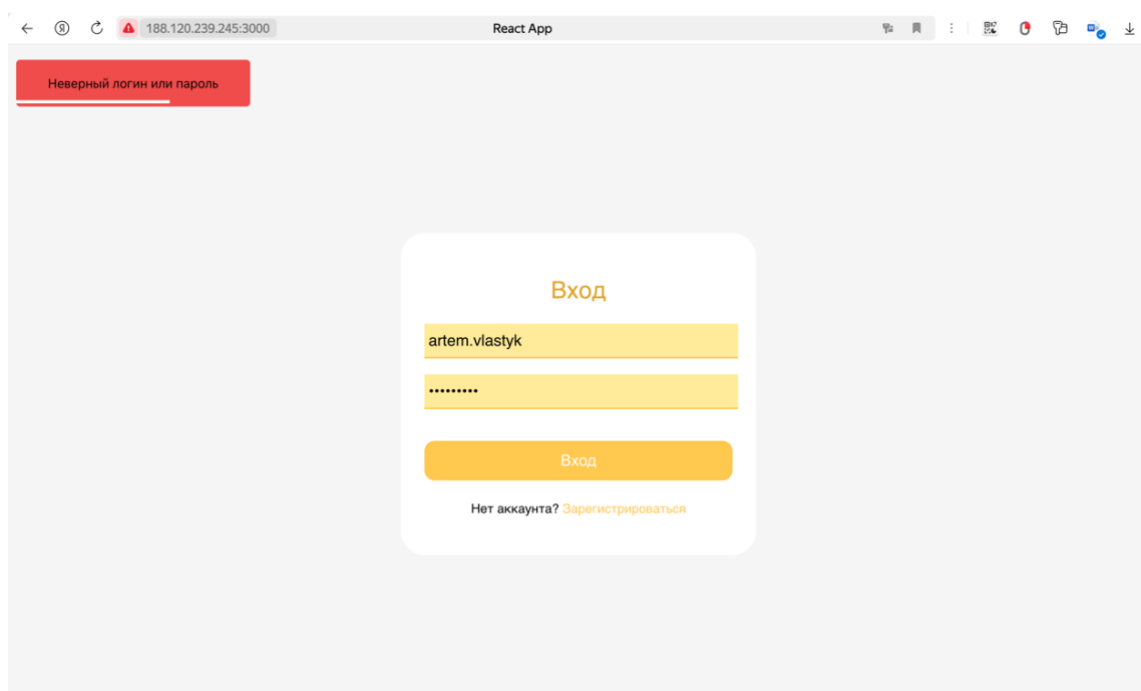 188.120.239.245:3000
React App
Неверный логин или пароль
Вход
artem.vlastyk
•••••••••
Вход
Нет аккаунта? Зарегистрироваться